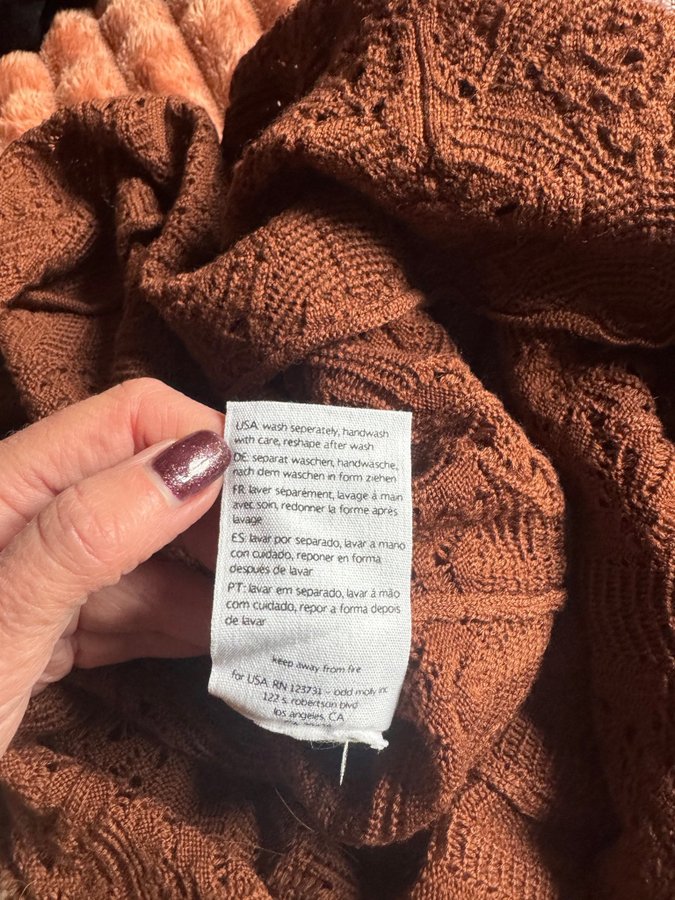 USA: wash seperately, handwash
with care, reshape after wash
DE: separat waschen, handwasche,
nach dem waschen in form ziehen
FR: laver séparément, lavage à main
avec soin, redonner la forme après
lavage
ES: lavar por separado, lavar a mano
con cuidado, reponer en forma
después de lavar
PT: lavar em separado, lavar à mão
com cuidado, repor a forma depois
de lavar
keep away from fire
for USA RN 123731 - odd molly inc
122 s. robertson blvd
los angeles, CA